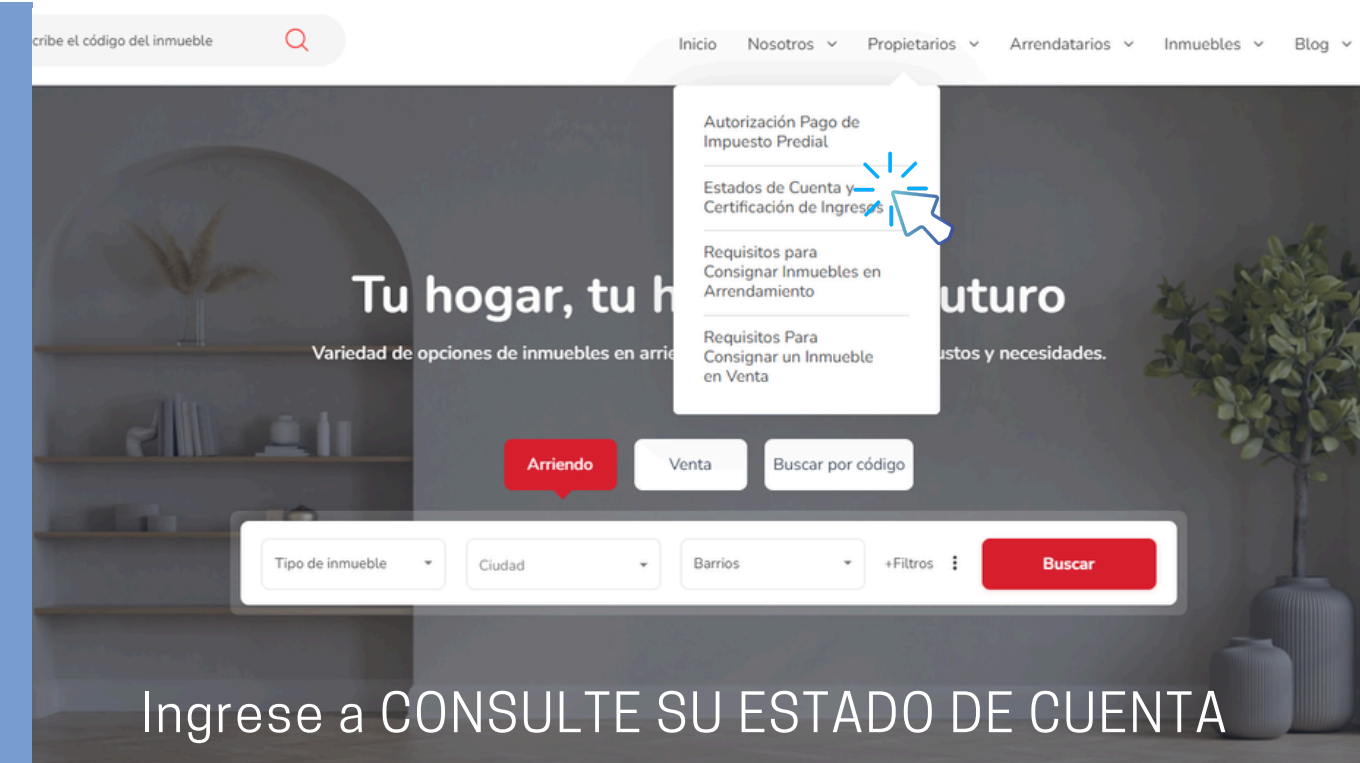 cribe el código del inmueble
Inicio Nosotros Propietarios Arrendatarios Inmuebles Blog
Autorización Pago de
Impuesto Predial
Estados de Cuenta y
Certificación de Ingresos
Requisitos para
Consignar Inmuebles en
Arrendamiento
Requisitos Para
Consignar un Inmueble
en Venta
Tu hogar, tu h uturo
Variedad de opciones de inmuebles en arrie ustos y necesidades.
Arriendo Venta Buscar por código
Tipo de inmueble Ciudad Barrios +Filtros Buscar
Ingrese a CONSULTE SU ESTADO DE CUENTA